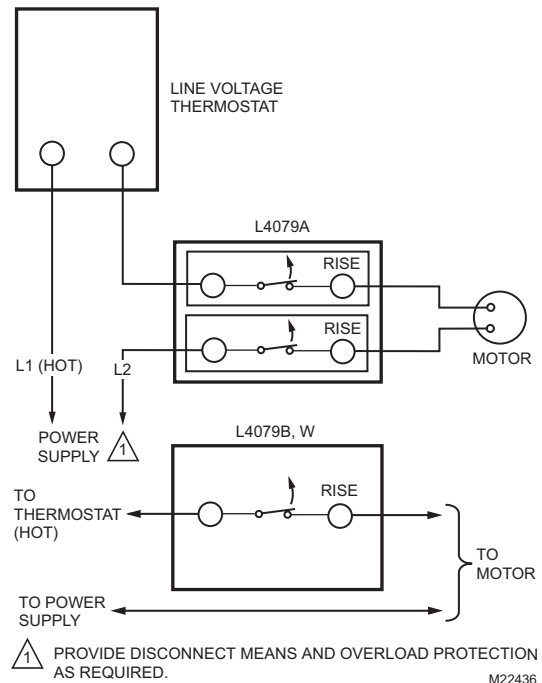 LINE VOLTAGE
THERMOSTAT
L4079A
RISE
RISE
MOTOR
L1 (HOT)
L2
POWER
SUPPLY
1
L4079B, W
RISE
TO
THERMOSTAT
(HOT)
TO
MOTOR
TO POWER
SUPPLY
1
PROVIDE DISCONNECT MEANS AND OVERLOAD PROTECTION
AS REQUIRED.
M22436